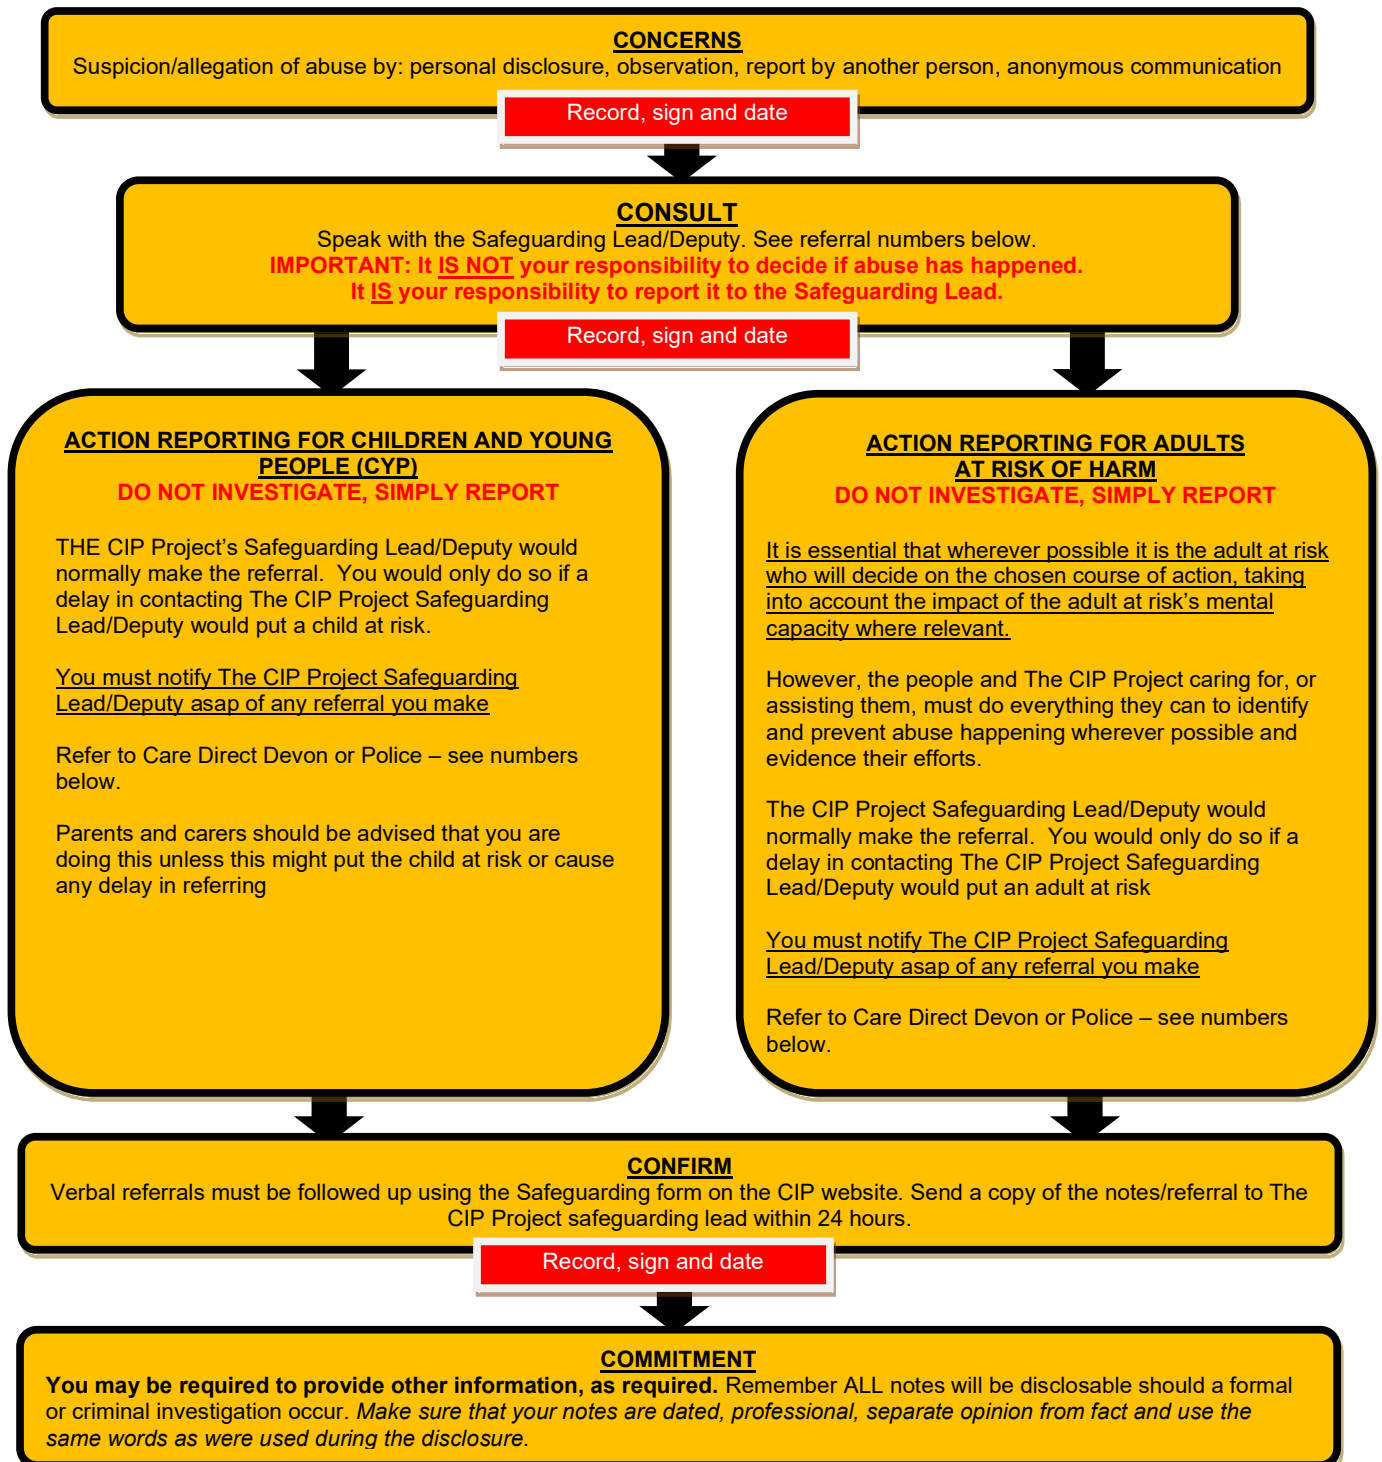 CONCERNS
Suspicion/allegation of abuse by: personal disclosure, observation, report by another person, anonymous communication
Record, sign and date
CONSULT
Speak with the Safeguarding Lead/Deputy. See referral numbers below.
IMPORTANT: It IS NOT your responsibility to decide if abuse has happened.
It IS your responsibility to report it to the Safeguarding Lead.
Record, sign and date
ACTION REPORTING FOR CHILDREN AND YOUNG
PEOPLE (CYP)
DO NOT INVESTIGATE, SIMPLY REPORT
THE CIP Project's Safeguarding Lead/Deputy would
normally make the referral. You would only do so if a
delay in contacting The CIP Project Safeguarding
Lead/Deputy would put a child at risk.
You must notify The CIP Project Safeguarding
Lead/Deputy asap of any referral you make
Refer to Care Direct Devon or Police – see numbers
below.
Parents and carers should be advised that you are
doing this unless this might put the child at risk or cause
any delay in referring
ACTION REPORTING FOR ADULTS
AT RISK OF HARM
DO NOT INVESTIGATE, SIMPLY REPORT
It is essential that wherever possible it is the adult at risk
who will decide on the chosen course of action, taking
into account the impact of the adult at risk's mental
capacity where relevant.
However, the people and The CIP Project caring for, or
assisting them, must do everything they can to identify
and prevent abuse happening wherever possible and
evidence their efforts.
The CIP Project Safeguarding Lead/Deputy would
normally make the referral. You would only do so if a
delay in contacting The CIP Project Safeguarding
Lead/Deputy would put an adult at risk
You must notify The CIP Project Safeguarding
Lead/Deputy asap of any referral you make
Refer to Care Direct Devon or Police – see numbers
below.
CONFIRM
Verbal referrals must be followed up using the Safeguarding form on the CIP website. Send a copy of the notes/referral to The
CIP Project safeguarding lead within 24 hours.
Record, sign and date
COMMITMENT
You may be required to provide other information, as required. Remember ALL notes will be disclosable should a formal
or criminal investigation occur. Make sure that your notes are dated, professional, separate opinion from fact and use the
same words as were used during the disclosure.